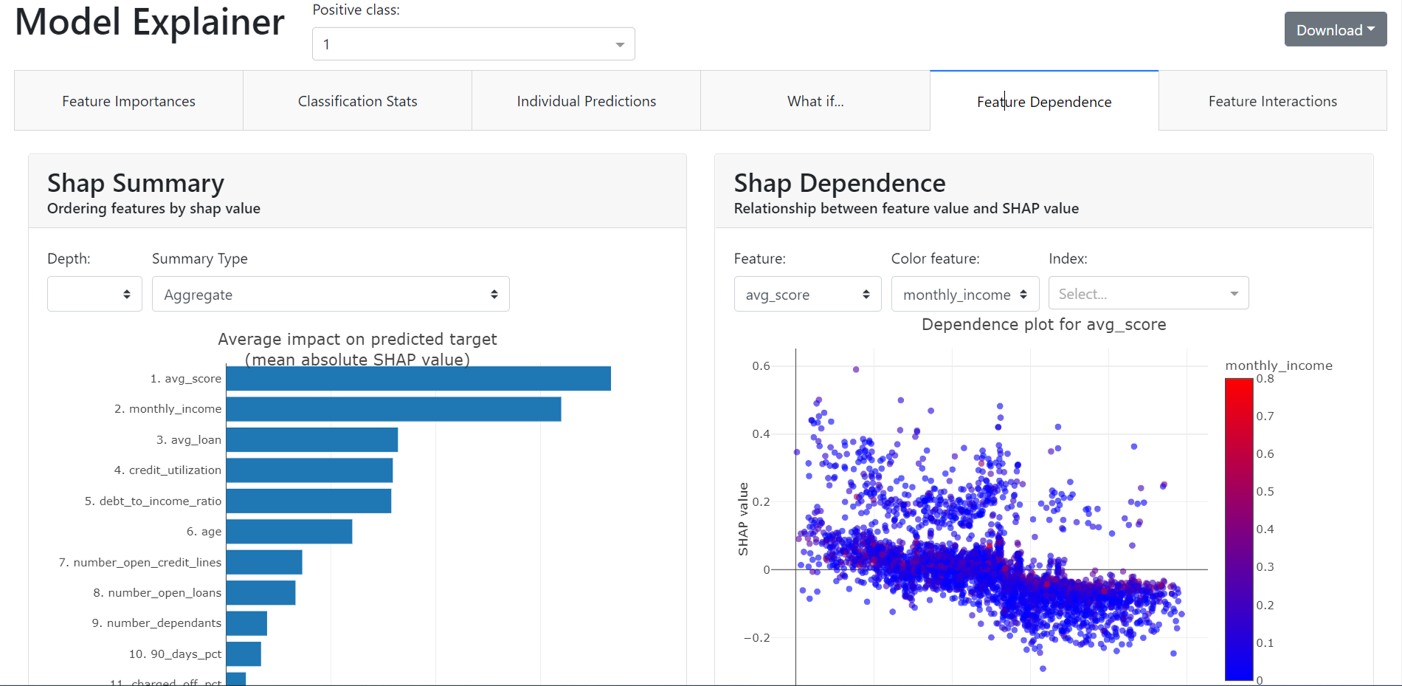 Model Explainer
Positive class:
1
Download
Feature Importances
Classification Stats
Individual Predictions
What if...
Feature Dependence
Feature Interactions
Shap Summary
Ordering features by shap value
Depth:
Summary Type
Aggregate
Average impact on predicted target
(mean absolute SHAP value)
1. avg_score
2. monthly_income
3. avg_loan
4. credit_utilization
5. debt_to_income_ratio
6. age
7. number_open_credit_lines
8. number_open_loans
9. number_dependants
10. 90_days_pct
11. charged_off_pct
Shap Dependence
Relationship between feature value and SHAP value
Feature:
Color feature:
Index:
avg_score
monthly_income
Select...
Dependence plot for avg_score
SHAP value
0.6
0.4
0.2
0
−0.2
monthly_income
0.8
0.7
0.6
0.5
0.4
0.3
0.2
0.1
0